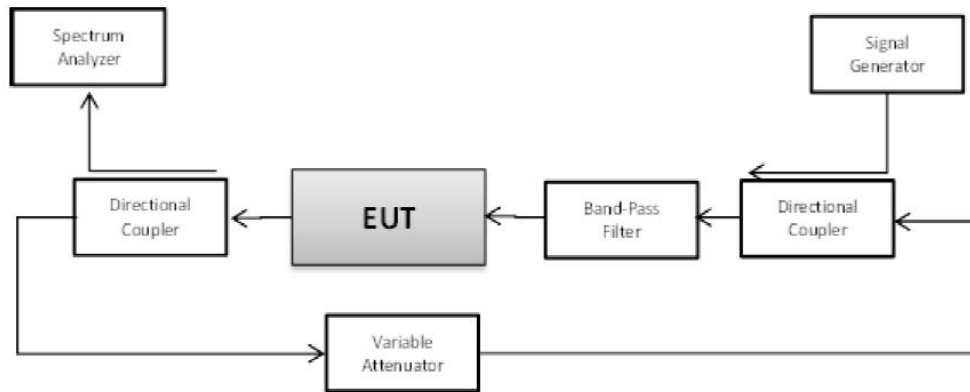 Spectrum
Analyzer
Signal
Generator
Directional
Coupler
EUT
Band-Pass
Filter
Directional
Coupler
Variable
Attenuator